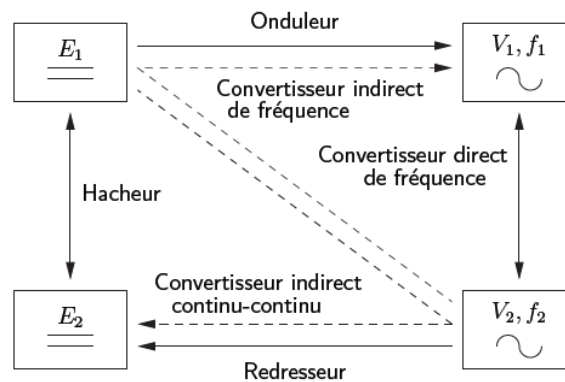 Onduleur
E₁
V₁, f₁
Convertisseur indirect
de fréquence
Convertisseur direct
de fréquence
Hacheur
Convertisseur indirect
continu-continu
E₂
V₂, f₂
Redresseur